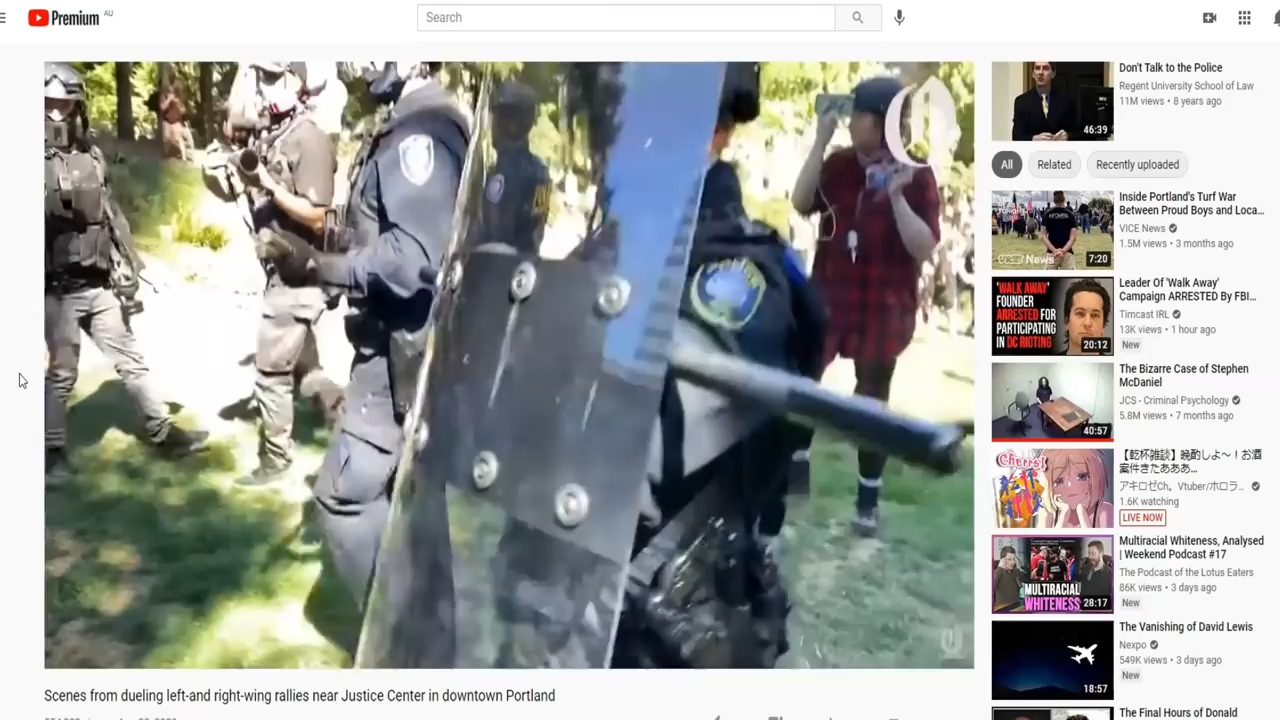 Premium AU
Search
Don't Talk to the Police
Regent University School of Law
11M views • 8 years ago
46:39
All
Related
Recently uploaded
Inside Portland's Turf War
Between Proud Boys and Loca...
VICE News
1.5M views • 3 months ago
News
7:20
Leader Of 'Walk Away'
Campaign ARRESTED By FBI...
Timcast IRL
13K views • 1 hour ago
New
'WALK AWAY'
FOUNDER
ARRESTED FOR
PARTICIPATING
IN DC RIOTING
20:12
The Bizarre Case of Stephen
McDaniel
JCS - Criminal Psychology
5.8M views • 7 months ago
40:57
【乾杯雑談】晩酌しよ～！お酒
案件きたあああ...
アキロゼCh。Vtuber/ホロラ...
1.6K watching
LIVE NOW
Cheers!
Multiracial Whiteness, Analysed
| Weekend Podcast #17
The Podcast of the Lotus Eaters
86K views • 3 days ago
New
MULTIRACIAL
WHITENESS
28:17
The Vanishing of David Lewis
Nexpo
549K views • 3 days ago
New
18:57
The Final Hours of Donald
Scenes from dueling left-and right-wing rallies near Justice Center in downtown Portland